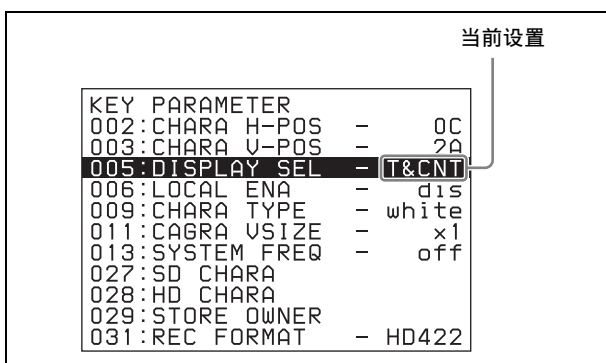 当前设置
KEY PARAMETER
002:CHARA H-POS – 0C
003:CHARA V-POS – 2A
005:DISPLAY SEL – T&CNT
006:LOCAL ENA – dis
009:CHARA TYPE – white
011:CAGRA VSIZE – x1
013:SYSTEM FREQ – off
027:SD CHARA
028:HD CHARA
029:STORE OWNER
031:REC FORMAT – HD422